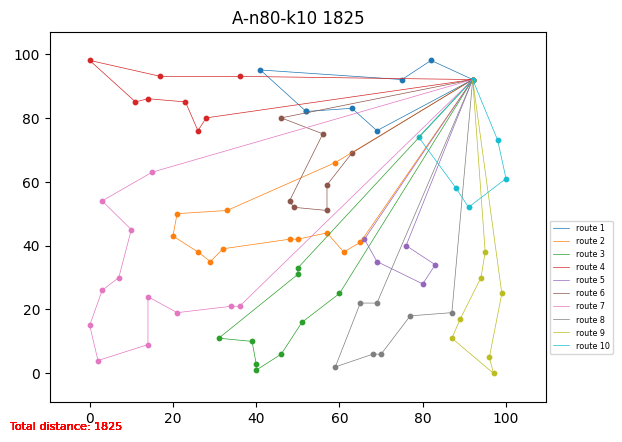 A-n80-k10 1825
100
80
60
40
20
0
0 20 40 60 80 100
route 1
route 2
route 3
route 4
route 5
route 6
route 7
route 8
route 9
route 10
Total distance: 1825